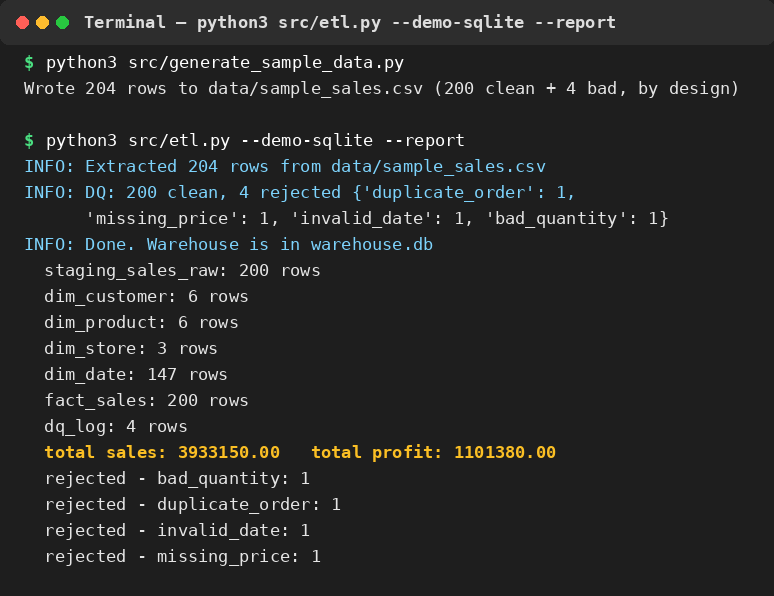 Terminal — python3 src/etl.py --demo-sqlite --report
$ python3 src/generate_sample_data.py
Wrote 204 rows to data/sample_sales.csv (200 clean + 4 bad, by design)
$ python3 src/etl.py --demo-sqlite --report
INFO: Extracted 204 rows from data/sample_sales.csv
INFO: DQ: 200 clean, 4 rejected {'duplicate_order': 1,
'missing_price': 1, 'invalid_date': 1, 'bad_quantity': 1}
INFO: Done. Warehouse is in warehouse.db
staging_sales_raw: 200 rows
dim_customer: 6 rows
dim_product: 6 rows
dim_store: 3 rows
dim_date: 147 rows
fact_sales: 200 rows
dq_log: 4 rows
total sales: 3933150.00   total profit: 1101380.00
rejected - bad_quantity: 1
rejected - duplicate_order: 1
rejected - invalid_date: 1
rejected - missing_price: 1